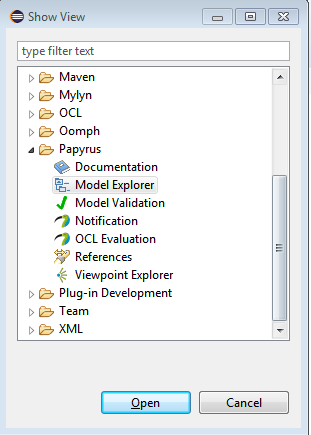 Show View
type filter text
Maven
Mylyn
OCL
Oomph
Papyrus
Documentation
Model Explorer
Model Validation
Notification
OCL Evaluation
References
Viewpoint Explorer
Plug-in Development
Team
XML
Open
Cancel